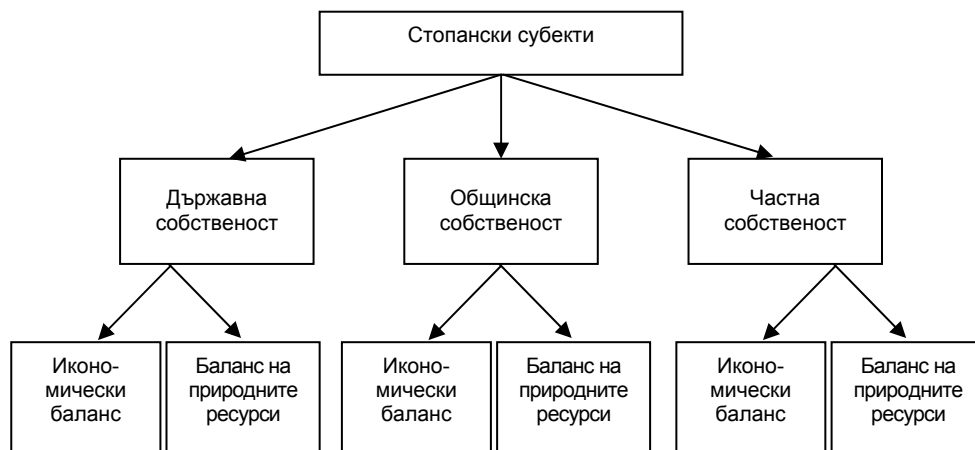 Стопански субекти
Държавна
собственост
Общинска
собственост
Частна
собственост
Иконо-
мически
баланс
Баланс на
природните
ресурси
Иконо-
мически
баланс
Баланс на
природните
ресурси
Иконо-
мически
баланс
Баланс на
природните
ресурси